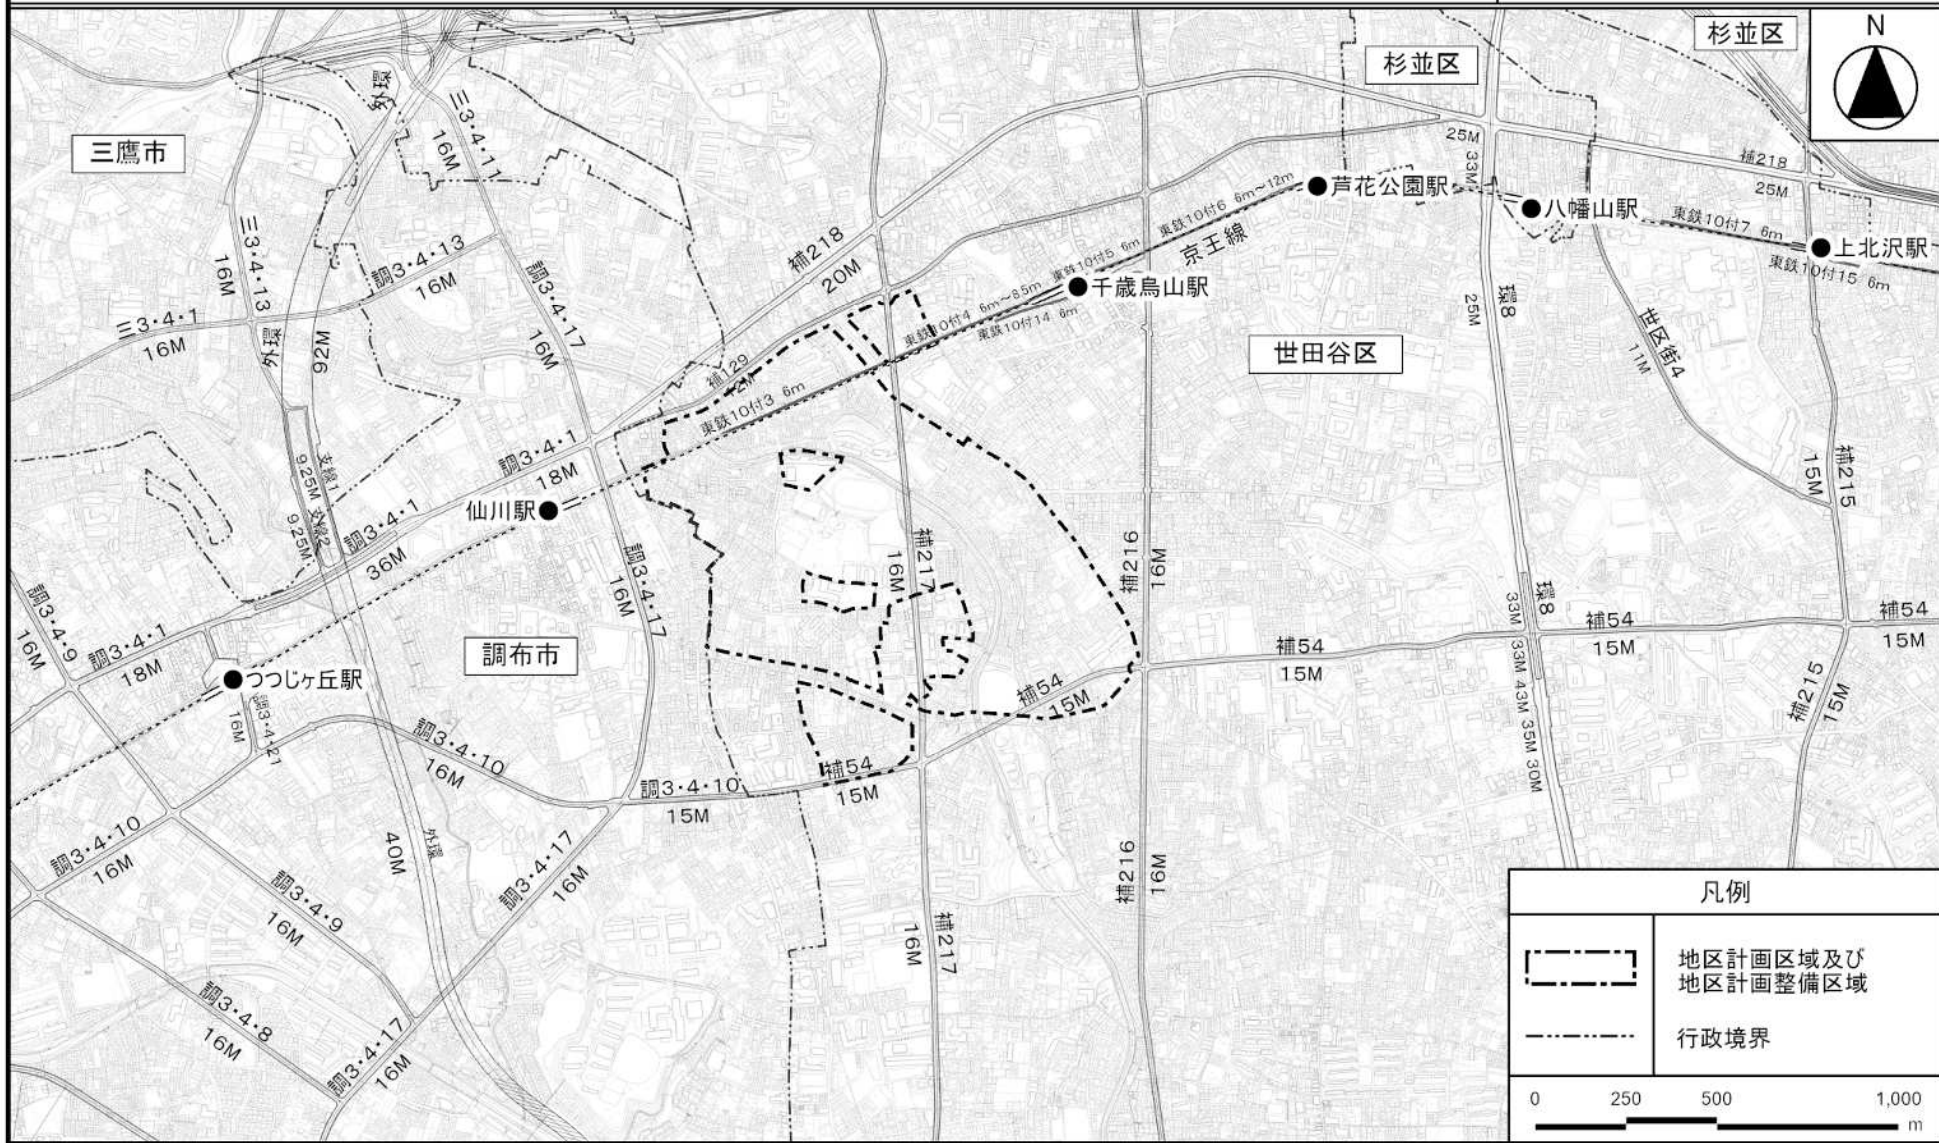 杉並区
N
杉並区
三鷹市
外環
三3・4・11
16M
25M
33M
補218
25M
芦花公園駅
八幡山駅
東鉄10付7 6m
上北沢駅
東鉄10付15 6m
三3・4・13
16M
調3・4・13
16M
補218
20M
東鉄10付6 6m~12m
京王線
東鉄10付5 6m
千歳烏山駅
東鉄10付4 6m~8.5m
東鉄10付14 6m
調3・4・17
16M
三3・4・1
16M
外環
92M
環8
25M
世区街4
11M
世田谷区
補129
12M
東鉄10付3 6m
調3・4・1
18M
仙川駅
支線1
9.25M
支線2
9.25M
調3・4・1
36M
補215
15M
補217
16M
補216
16M
調3・4・17
16M
調3・4・9
16M
調3・4・1
18M
調布市
環8
33M
補54
15M
補54
15M
補54
15M
33M
43M
35M
30M
つつじヶ丘駅
調3・4・21
16M
補54
15M
補215
15M
調3・4・10
16M
補54
15M
調3・4・10
15M
調3・4・10
16M
40M
外環
調3・4・17
16M
補216
16M
調3・4・9
16M
補217
16M
調3・4・8
16M
調3・4・17
16M
凡例
地区計画区域及び
地区計画整備区域
行政境界
0 250 500 1,000
m